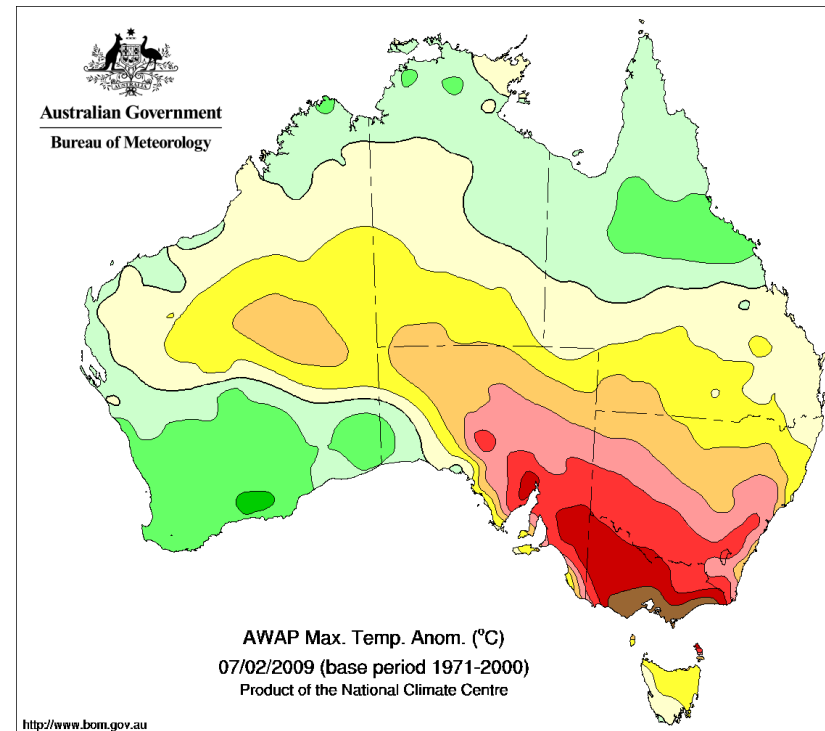 Australian Government
Bureau of Meteorology
AWAP Max. Temp. Anom. (°C)
07/02/2009 (base period 1971-2000)
Product of the National Climate Centre
http://www.bom.gov.au